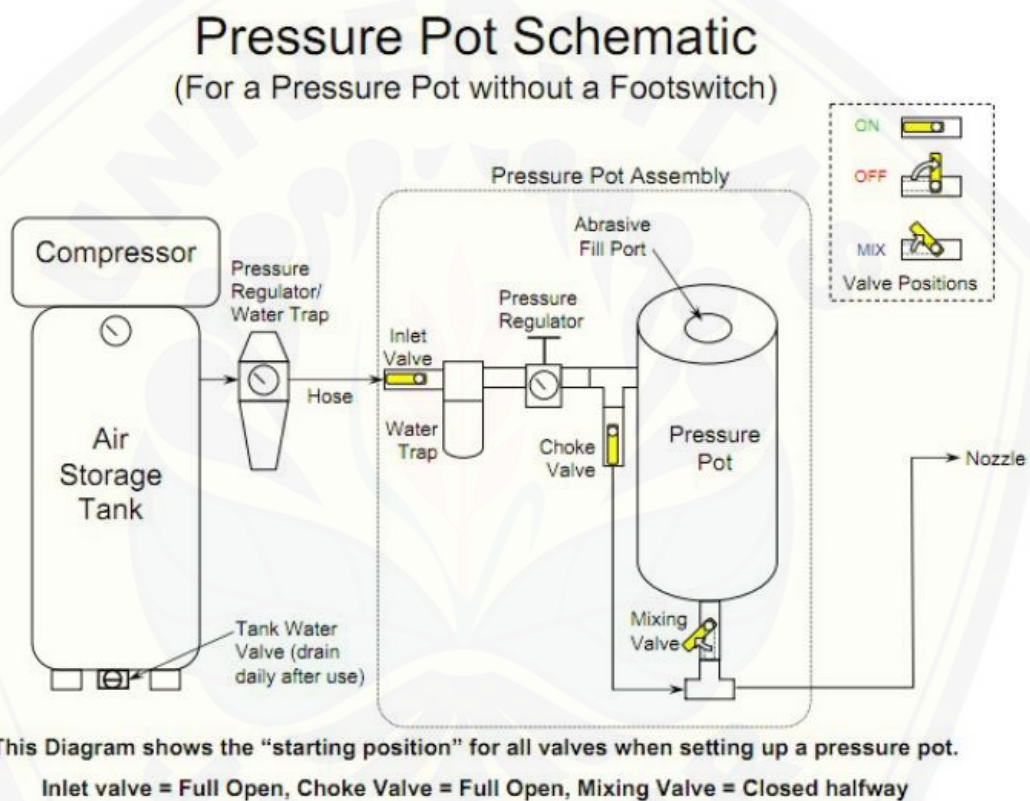 Pressure Pot Schematic
(For a Pressure Pot without a Footswitch)
ON
OFF
MIX
Valve Positions
Pressure Pot Assembly
Compressor
Pressure
Regulator/
Water Trap
Abrasive
Fill Port
Pressure
Regulator
Inlet
Valve
Hose
Water
Trap
Air
Storage
Tank
Choke
Valve
Pressure
Pot
Nozzle
Mixing
Valve
Tank Water
Valve (drain
daily after use)
This Diagram shows the “starting position” for all valves when setting up a pressure pot.
Inlet valve = Full Open, Choke Valve = Full Open, Mixing Valve = Closed halfway
UNIVERSITAS